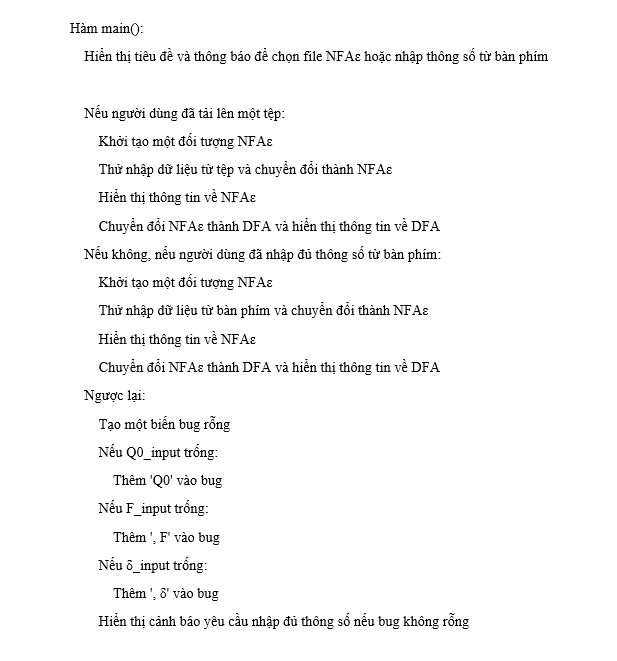 Hàm main():
Hiển thị tiêu đề và thông báo để chọn file NFAε hoặc nhập thông số từ bàn phím
Nếu người dùng đã tải lên một tệp:
Khởi tạo một đối tượng NFAε
Thử nhập dữ liệu từ tệp và chuyển đổi thành NFAε
Hiển thị thông tin về NFAε
Chuyển đổi NFAε thành DFA và hiển thị thông tin về DFA
Nếu không, nếu người dùng đã nhập đủ thông số từ bàn phím:
Khởi tạo một đối tượng NFAε
Thử nhập dữ liệu từ bàn phím và chuyển đổi thành NFAε
Hiển thị thông tin về NFAε
Chuyển đổi NFAε thành DFA và hiển thị thông tin về DFA
Ngược lại:
Tạo một biến bug rỗng
Nếu Q0_input trống:
Thêm 'Q0' vào bug
Nếu F_input trống:
Thêm ', F' vào bug
Nếu δ_input trống:
Thêm ', δ' vào bug
Hiển thị cảnh báo yêu cầu nhập đủ thông số nếu bug không rỗng